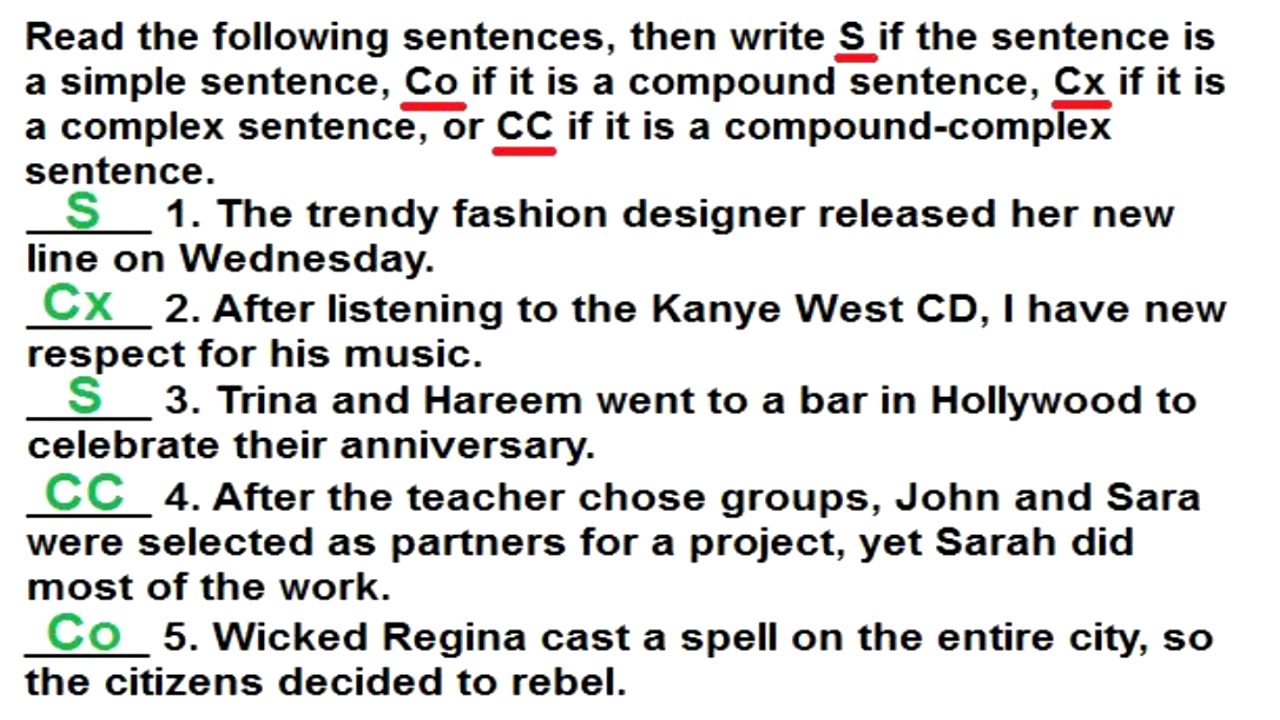 Read the following sentences, then write S if the sentence is
a simple sentence, Co if it is a compound sentence, Cx if it is
a complex sentence, or CC if it is a compound-complex
sentence.
S 1. The trendy fashion designer released her new
line on Wednesday.
Cx 2. After listening to the Kanye West CD, I have new
respect for his music.
S 3. Trina and Hareem went to a bar in Hollywood to
celebrate their anniversary.
CC 4. After the teacher chose groups, John and Sara
were selected as partners for a project, yet Sarah did
most of the work.
Co 5. Wicked Regina cast a spell on the entire city, so
the citizens decided to rebel.